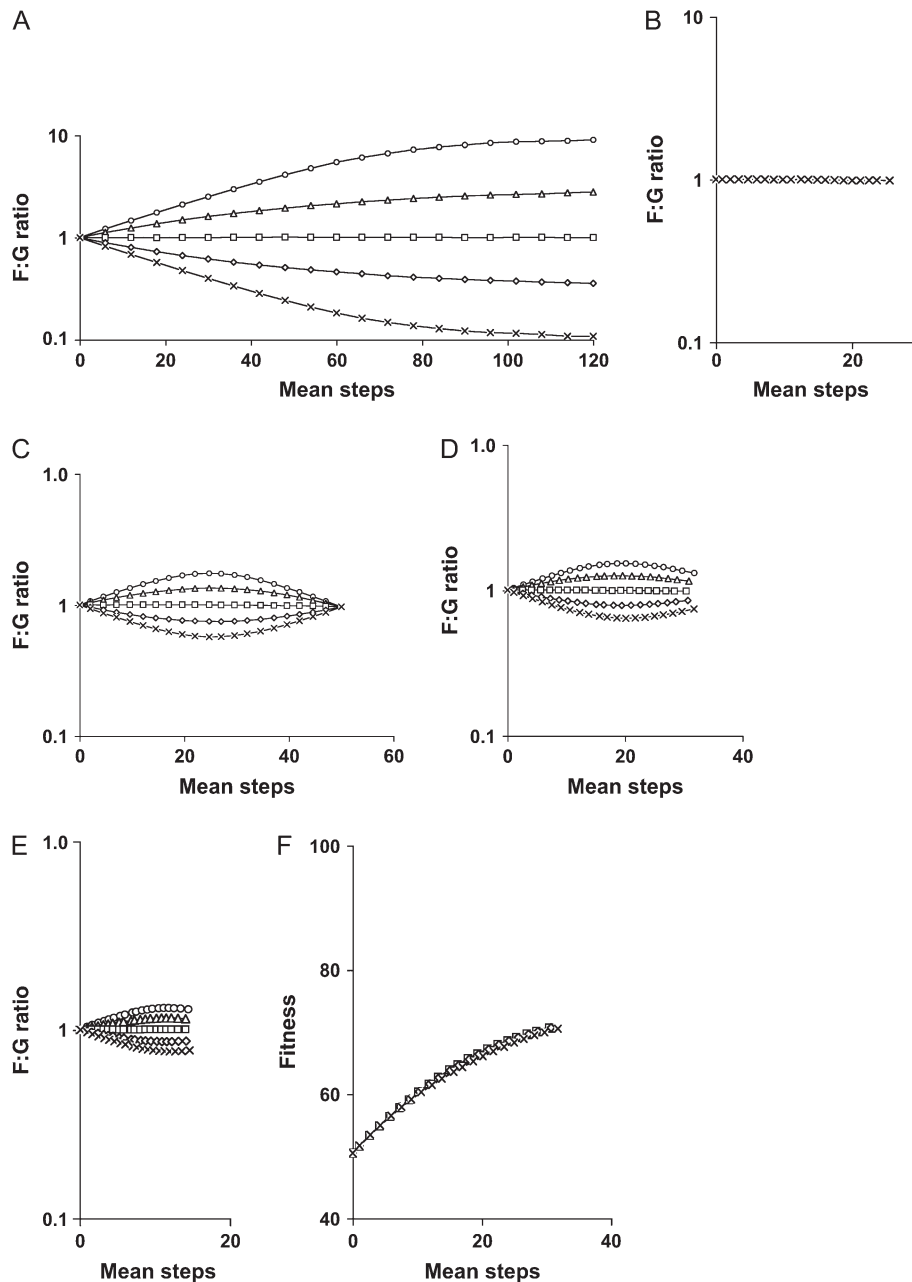 A
F:G ratio
10
1
0.1
0 20 40 60 80 100 120
Mean steps
B
F:G ratio
10
1
0.1
0 20
Mean steps
C
F:G ratio
1.0
1
0.1
0 20 40 60
Mean steps
D
F:G ratio
1.0
1
0.1
0 20 40
Mean steps
E
F:G ratio
1.0
1
0.1
0 20
Mean steps
F
Fitness
100
80
60
40
0 20 40
Mean steps